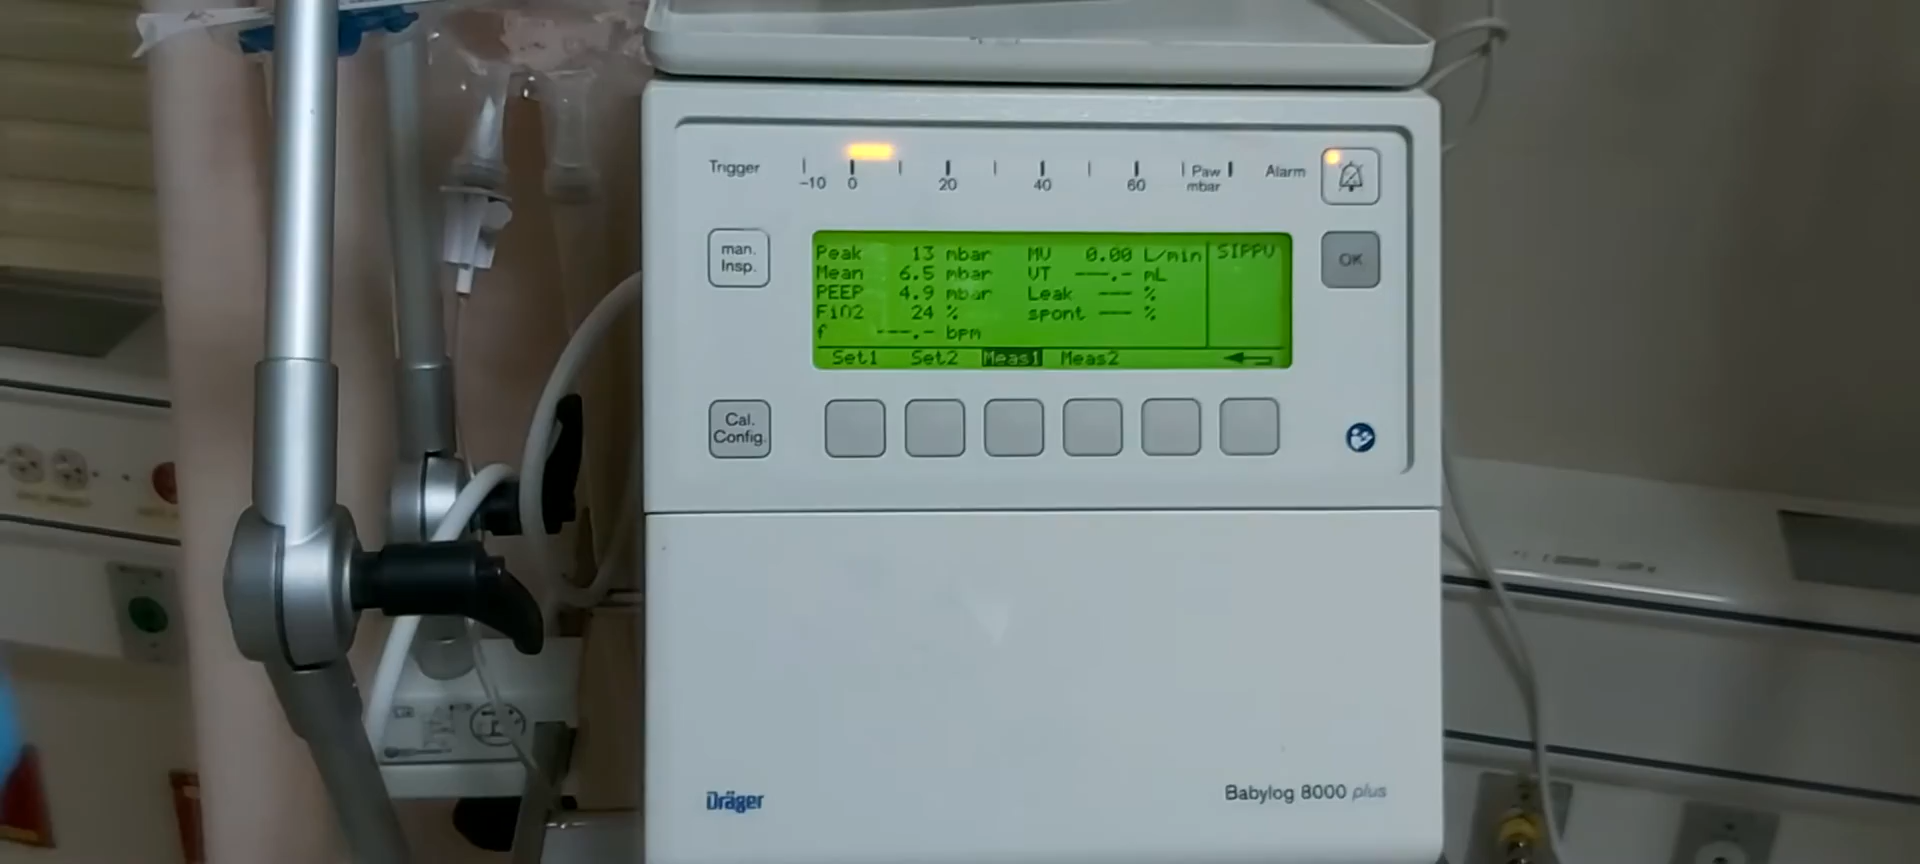 Trigger
-10 0 20 40 60 Paw mbar
Alarm
man. Insp.
Peak 13 mbar MV 0.00 L/min SIPPV
Mean 6.5 mbar VT ---.- mL
PEEP 4.9 mbar Leak --- %
FiO2 24 % spont --- %
f ---.- bpm
Set1 Set2 Meas1 Meas2
OK
Cal. Config.
Dräger
Babylog 8000 plus